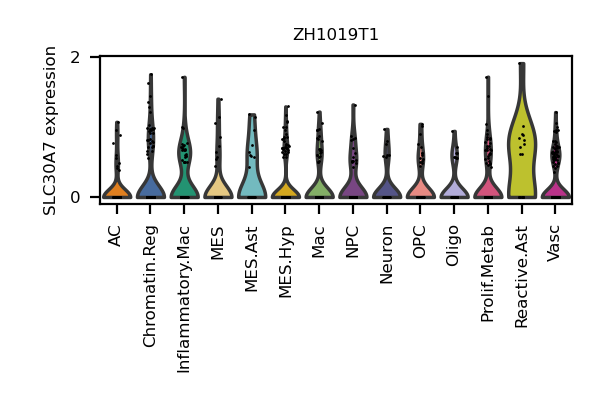 ZH1019T1
SLC30A7 expression
2
0
AC
Chromatin.Reg
Inflammatory.Mac
MES
MES.Ast
MES.Hyp
Mac
NPC
Neuron
OPC
Oligo
Prolif.Metab
Reactive.Ast
Vasc